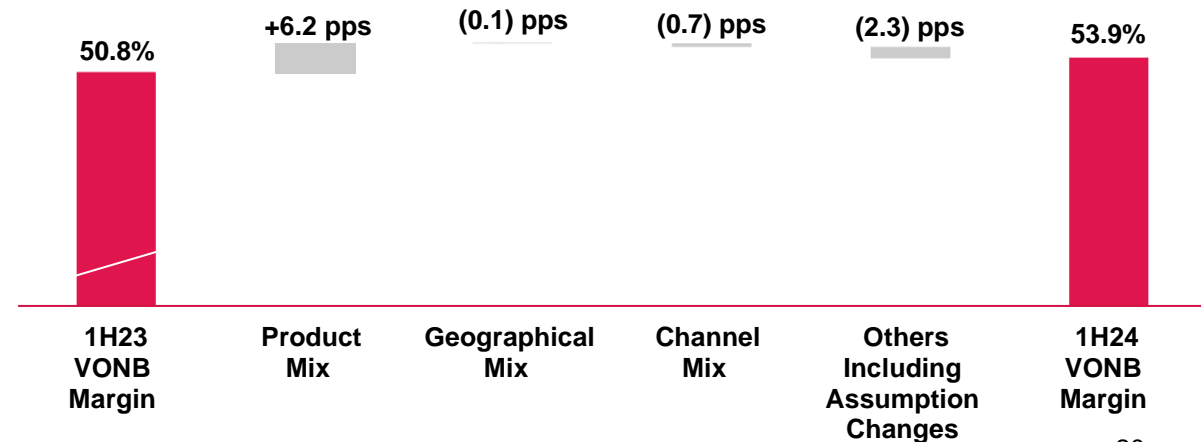 50.8%
+6.2 pps
(0.1) pps
(0.7) pps
(2.3) pps
53.9%
1H23
VONB
Margin
Product
Mix
Geographical
Mix
Channel
Mix
Others
Including
Assumption
Changes
1H24
VONB
Margin